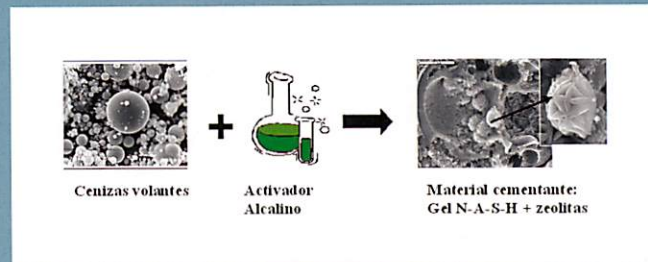 Cenizas volantes
+
Activador
Alcalino
Material cementante:
Gel N-A-S-H + zeolitas